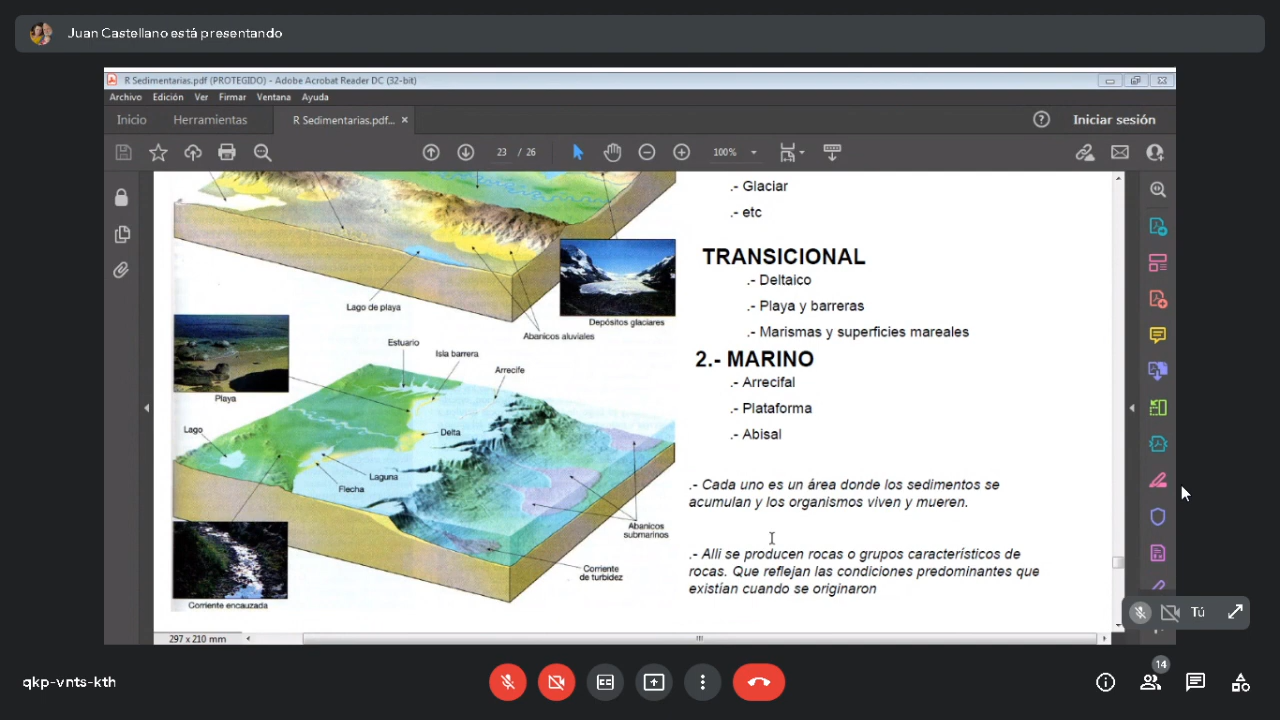 Juan Castellano está presentando
R Sedimentarias.pdf (PROTEGIDO) - Adobe Acrobat Reader DC (32-bit)
Archivo Edición Ver Firmar Ventana Ayuda
Inicio Herramientas R Sedimentarias.pdf... × Iniciar sesión
23 / 26 100%
.- Glaciar
.- etc
TRANSICIONAL
.- Deltaico
.- Playa y barreras
.- Marismas y superficies mareales
2.- MARINO
.- Arrecifal
.- Plataforma
.- Abisal
.- Cada uno es un área donde los sedimentos se
acumulan y los organismos viven y mueren.
.- Alli se producen rocas o grupos característicos de
rocas. Que reflejan las condiciones predominantes que
existían cuando se originaron
Lago de playa
Depósitos glaciares
Abanicos aluviales
Estuario
Isla barrera
Arrecife
Playa
Lago
Delta
Laguna
Flecha
Abanicos
submarinos
Corriente
de turbidez
Corriente encauzada
297 x 210 mm
Tú
qkp-vnts-kth
14